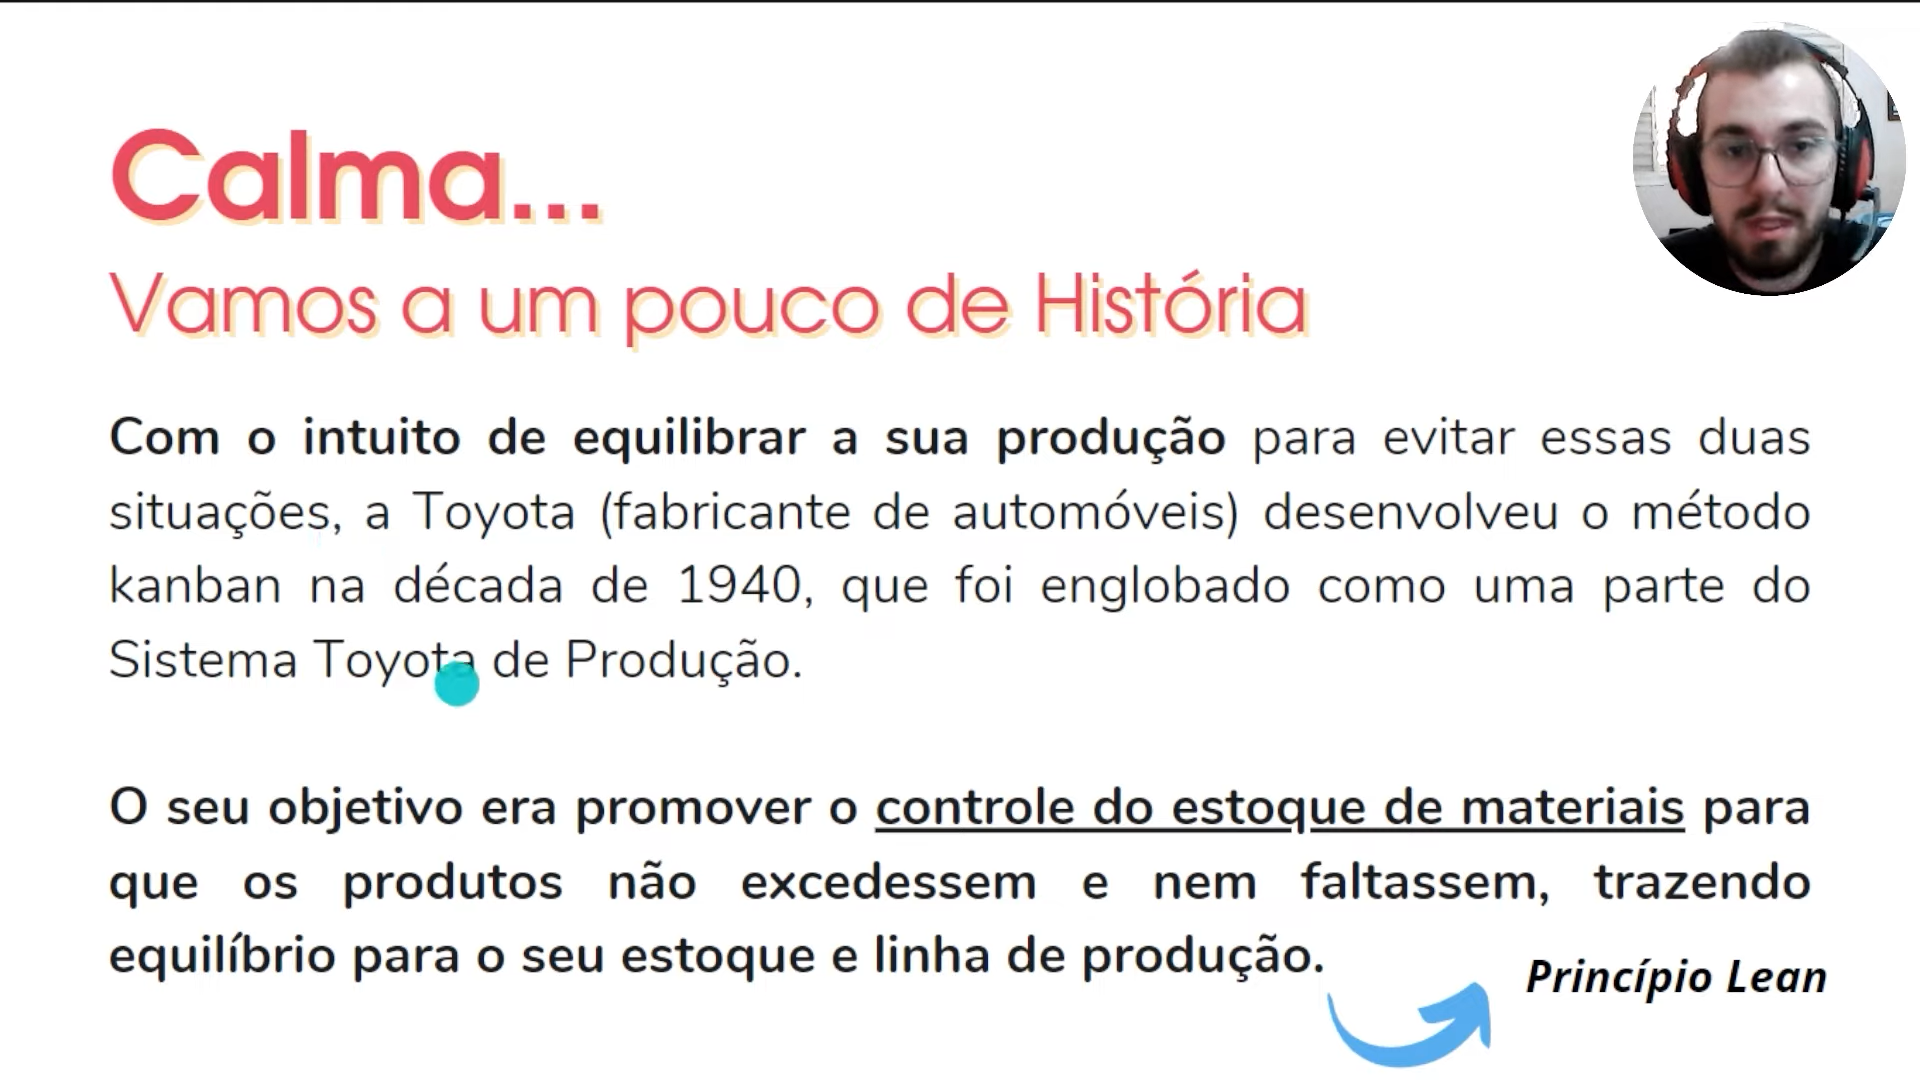 Calma...
Vamos a um pouco de História
Com o intuito de equilibrar a sua produção para evitar essas duas
situações, a Toyota (fabricante de automóveis) desenvolveu o método
kanban na década de 1940, que foi englobado como uma parte do
Sistema Toyota de Produção.
O seu objetivo era promover o controle do estoque de materiais para
que os produtos não excedessem e nem faltassem, trazendo
equilíbrio para o seu estoque e linha de produção.
Princípio Lean